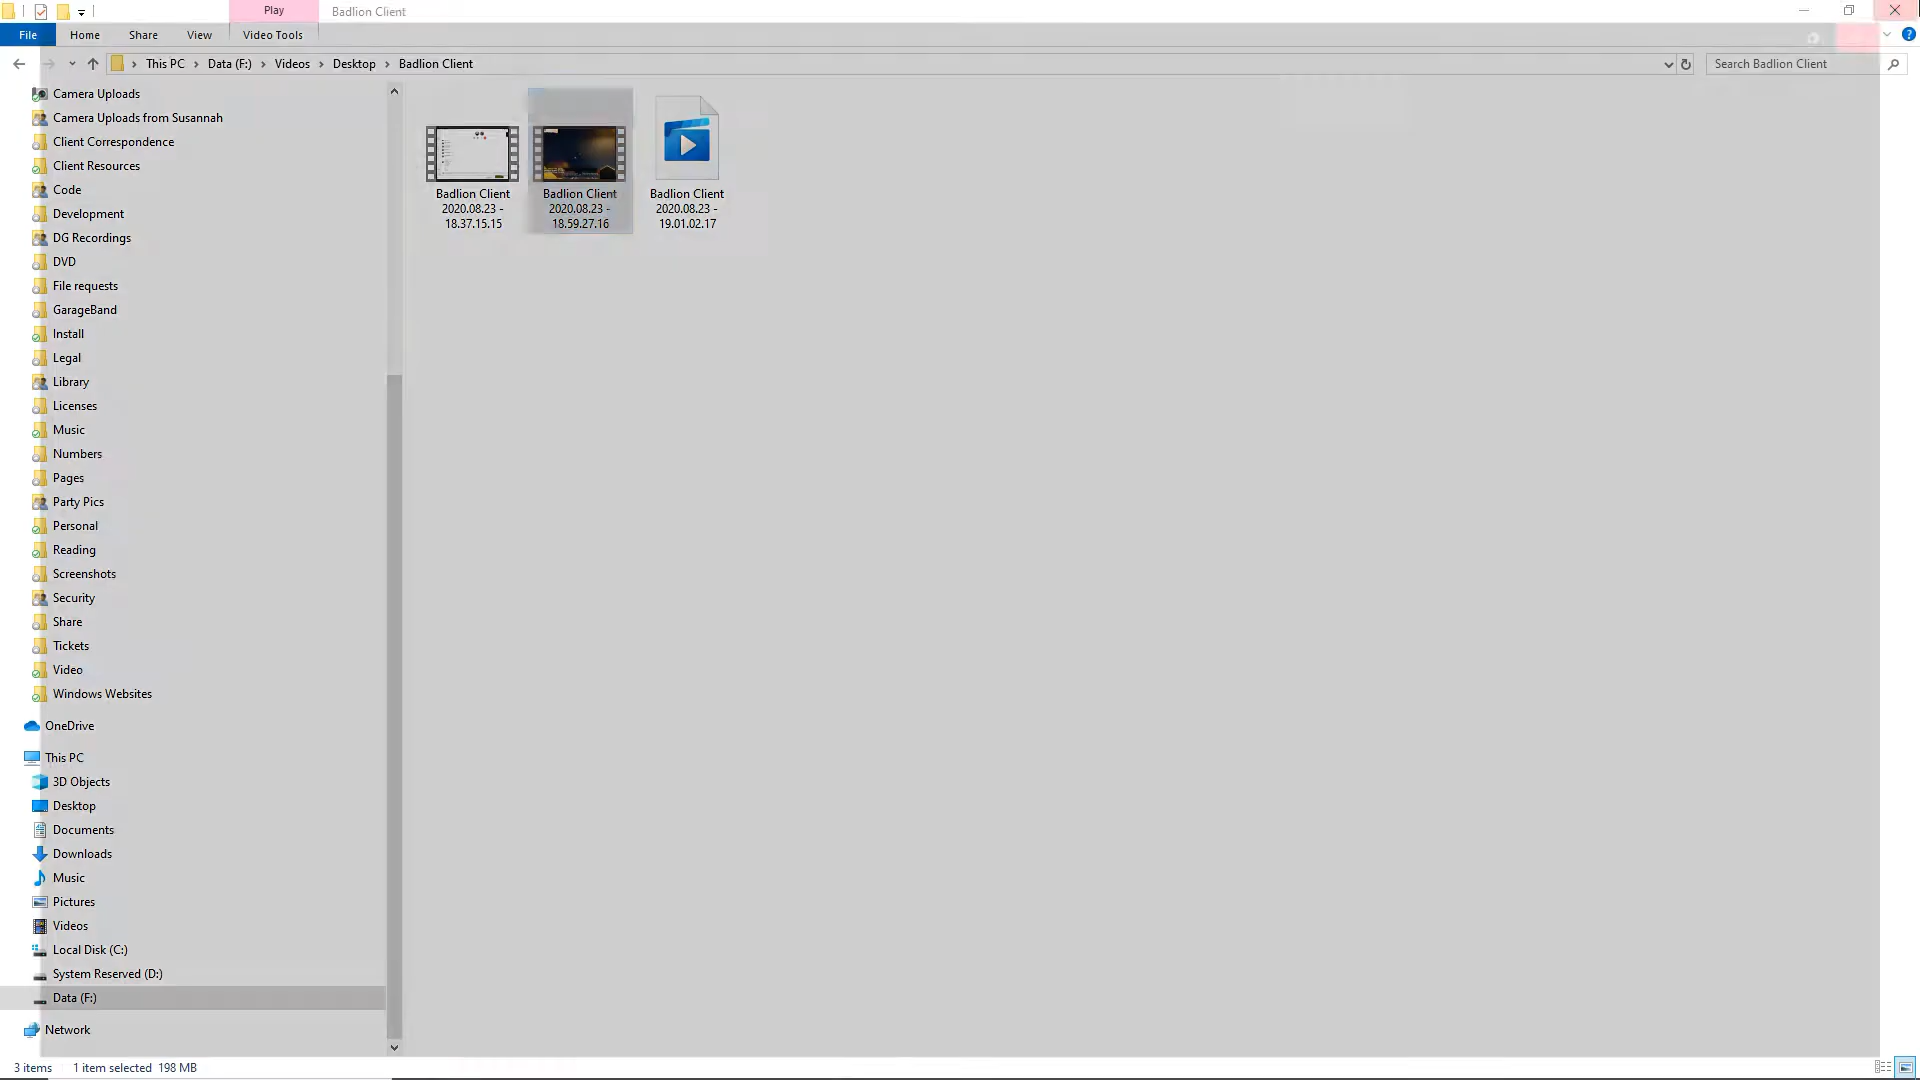 Play
Badlion Client
File
Home
Share
View
Video Tools
This PC
Data (F:)
Videos
Desktop
Badlion Client
Search Badlion Client
Camera Uploads
Camera Uploads from Susannah
Client Correspondence
Client Resources
Code
Development
DG Recordings
DVD
File requests
GarageBand
Install
Legal
Library
Licenses
Music
Numbers
Pages
Party Pics
Personal
Reading
Screenshots
Security
Share
Tickets
Video
Windows Websites
OneDrive
This PC
3D Objects
Desktop
Documents
Downloads
Music
Pictures
Videos
Local Disk (C:)
System Reserved (D:)
Data (F:)
Network
Badlion Client
2020.08.23 -
18.37.15.15
Badlion Client
2020.08.23 -
18.59.27.16
Badlion Client
2020.08.23 -
19.01.02.17
3 items
1 item selected 198 MB